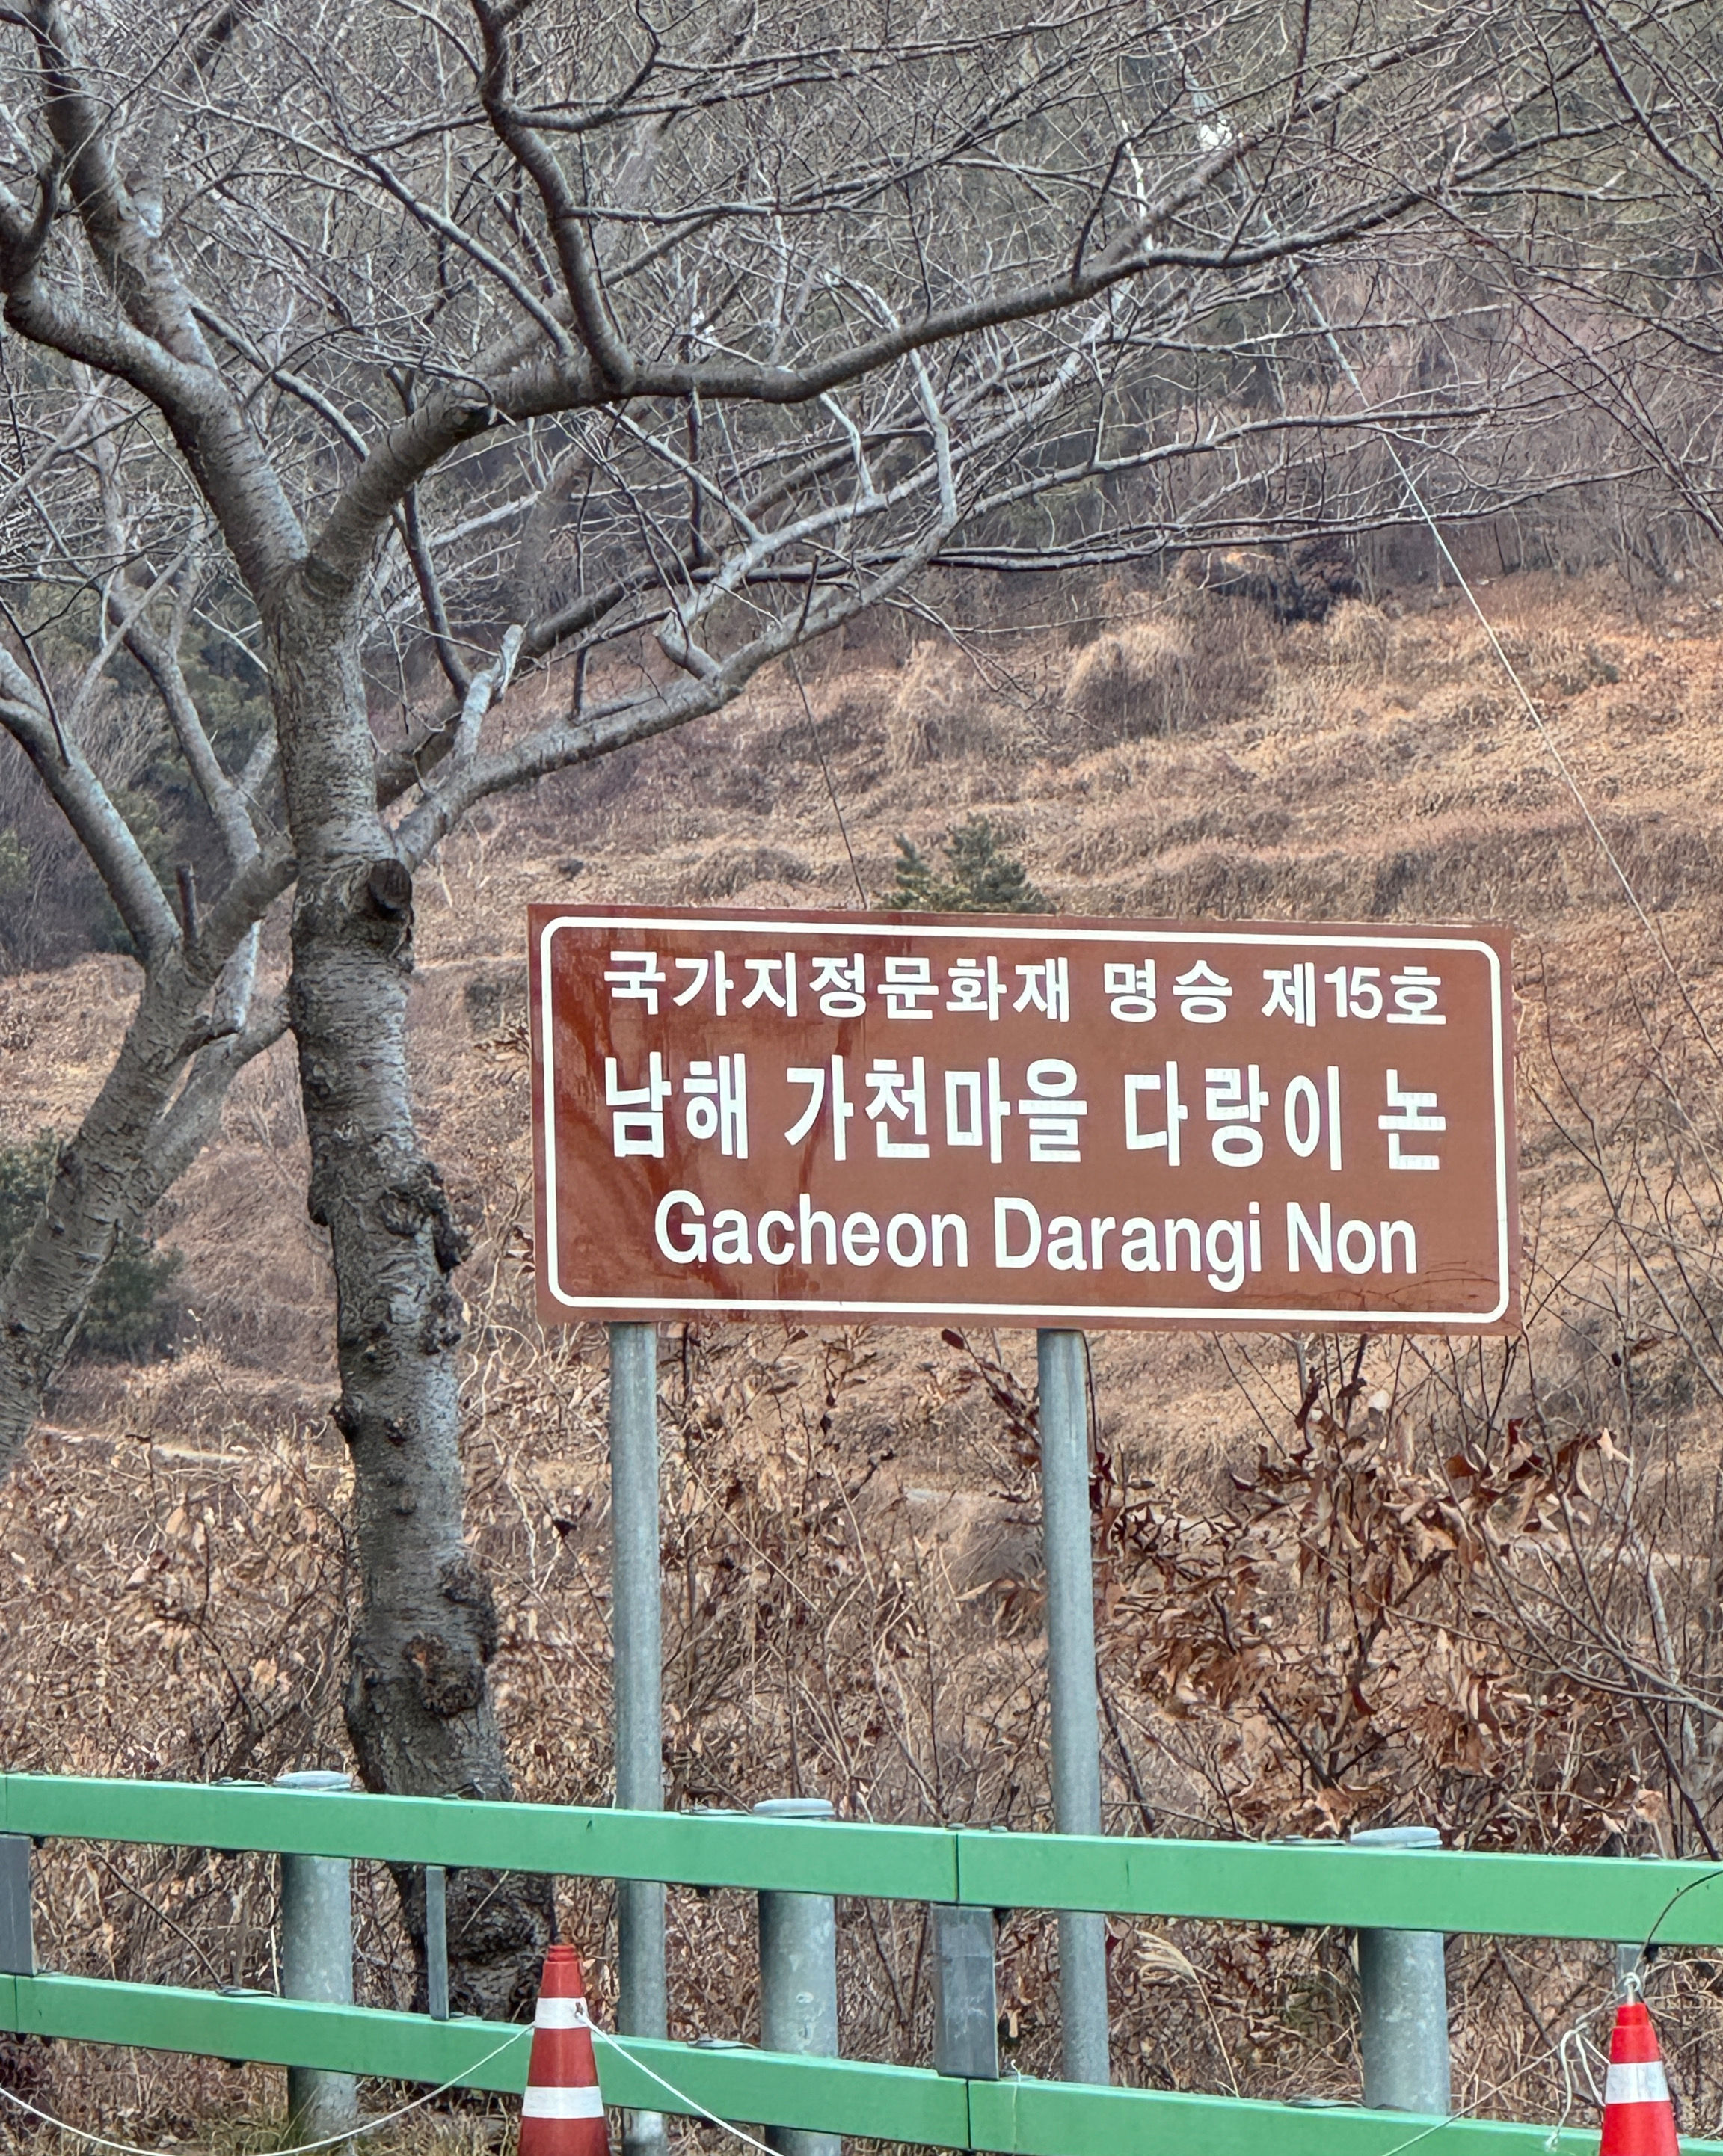 국가지정문화재 명승 제15호
남해 가천마을 다랑이 논
Gacheon Darangi Non